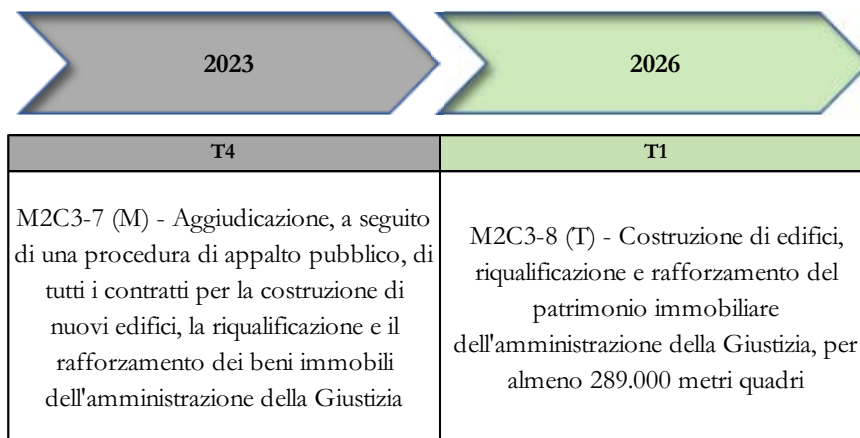 2023
2026
T4
T1
M2C3-7 (M) - Aggiudicazione, a seguito
di una procedura di appalto pubblico, di
tutti i contratti per la costruzione di
nuovi edifici, la riqualificazione e il
rafforzamento dei beni immobili
dell'amministrazione della Giustizia
M2C3-8 (T) - Costruzione di edifici,
riqualificazione e rafforzamento del
patrimonio immobiliare
dell'amministrazione della Giustizia, per
almeno 289.000 metri quadri